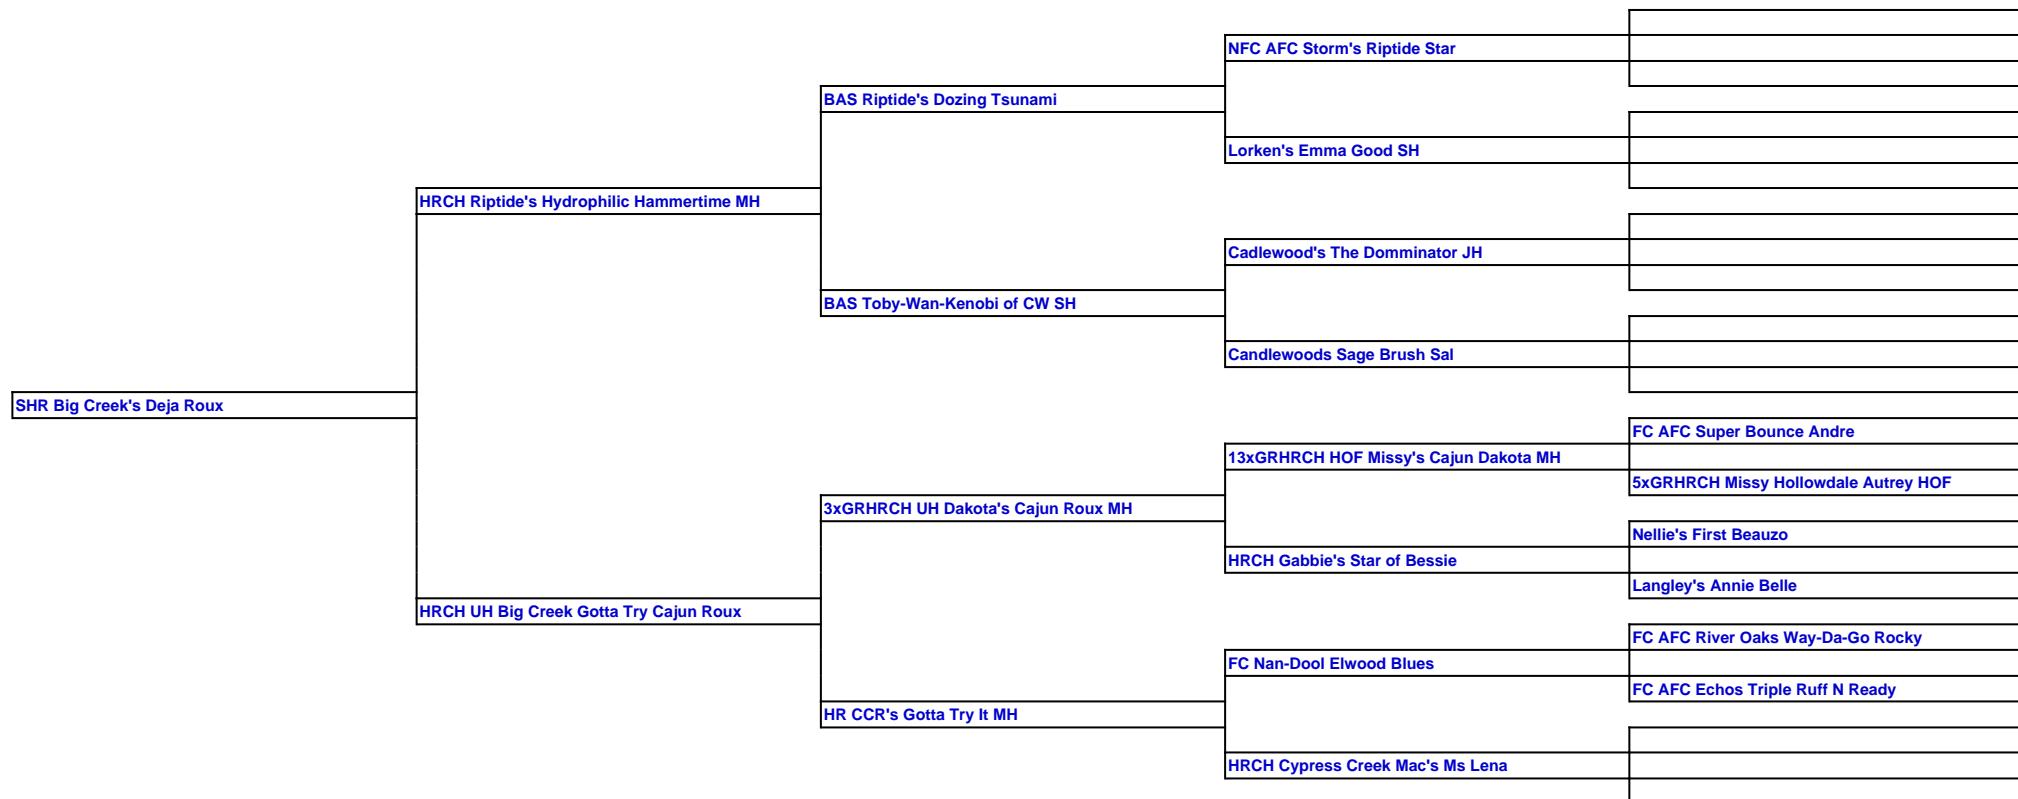 NFC AFC Storm's Riptide Star
BAS Riptide's Dozing Tsunami
Lorken's Emma Good SH
HRCH Riptide's Hydrophilic Hammertime MH
Cadlewood's The Domminator JH
BAS Toby-Wan-Kenobi of CW SH
Candlewoods Sage Brush Sal
SHR Big Creek's Deja Roux
FC AFC Super Bounce Andre
13xGRHRCH HOF Missy's Cajun Dakota MH
5xGRHRCH Missy Hollowdale Autrey HOF
3xGRHRCH UH Dakota's Cajun Roux MH
Nellie's First Beauzo
HRCH Gabbie's Star of Bessie
Langley's Annie Belle
HRCH UH Big Creek Gotta Try Cajun Roux
FC AFC River Oaks Way-Da-Go Rocky
FC Nan-Dool Elwood Blues
FC AFC Echos Triple Ruff N Ready
HR CCR's Gotta Try It MH
HRCH Cypress Creek Mac's Ms Lena